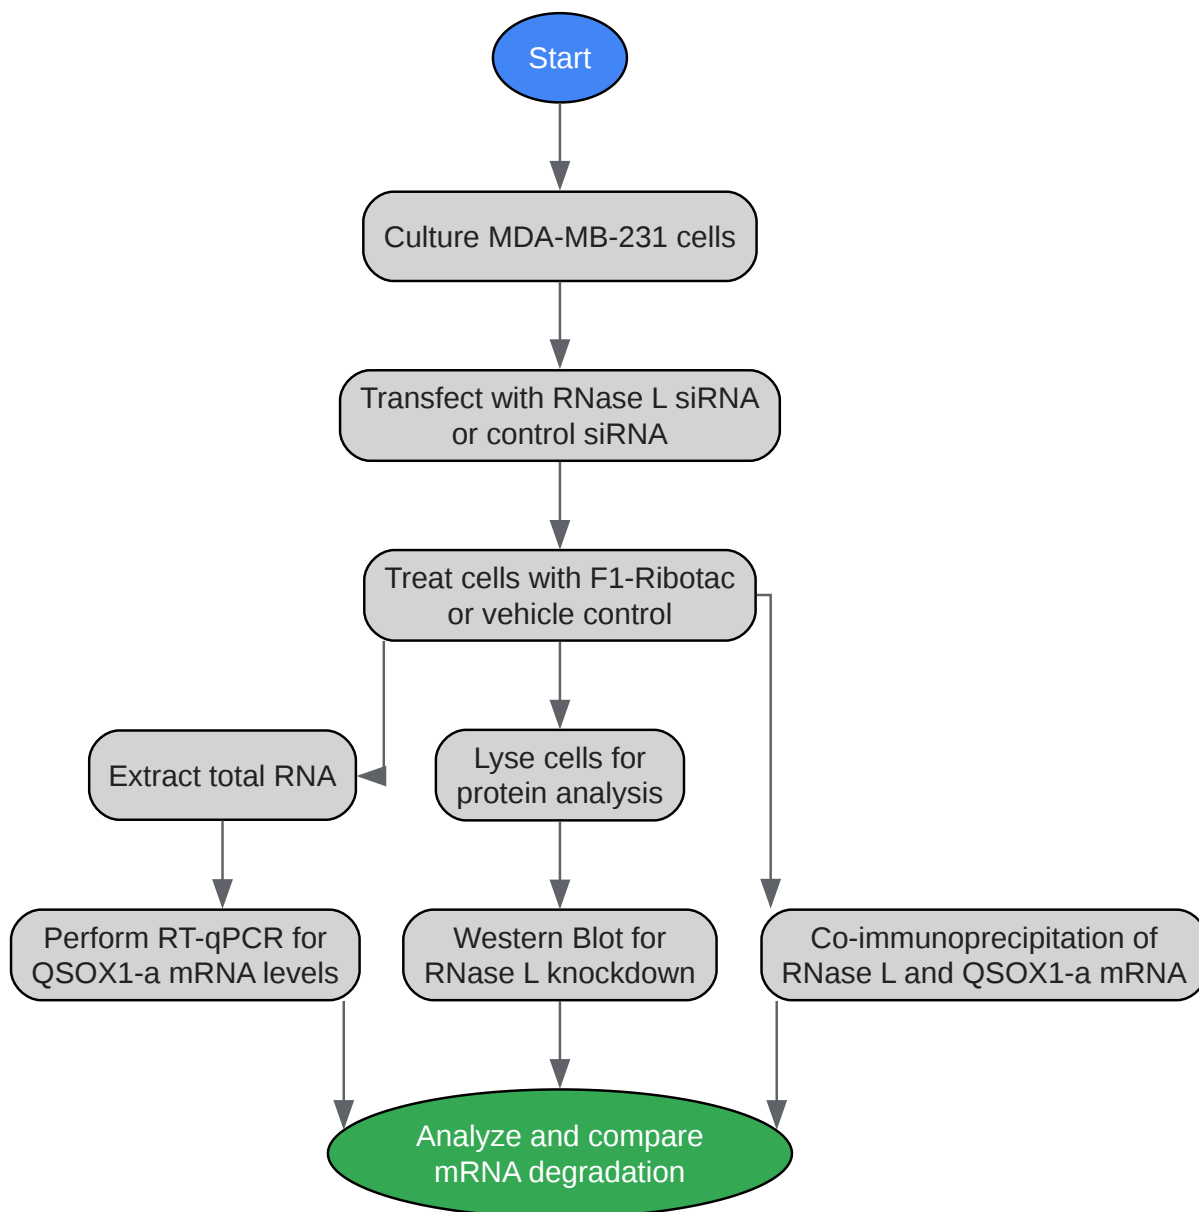 Start
Culture MDA-MB-231 cells
Transfect with RNase L siRNA
or control siRNA
Treat cells with F1-Ribotac
or vehicle control
Extract total RNA
Lyse cells for
protein analysis
Perform RT-qPCR for
QSOX1-a mRNA levels
Western Blot for
RNase L knockdown
Co-immunoprecipitation of
RNase L and QSOX1-a mRNA
Analyze and compare
mRNA degradation